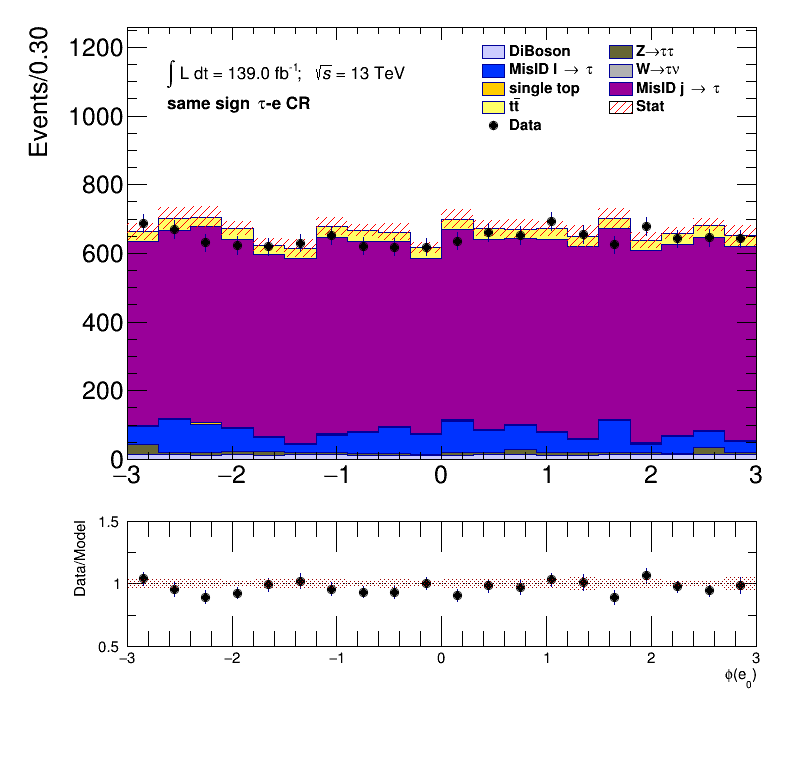 Events/0.30
1200
1000
800
600
400
200
0
∫ L dt = 139.0 fb⁻¹; √s = 13 TeV
same sign τ-e CR
DiBoson
MisID l → τ
single top
tt̄
Data
Z→ττ
W→τν
MisID j → τ
Stat
−3 −2 −1 0 1 2 3
Data/Model
1.5
1
0.5
−3 −2 −1 0 1 2 3
ϕ(e₀)